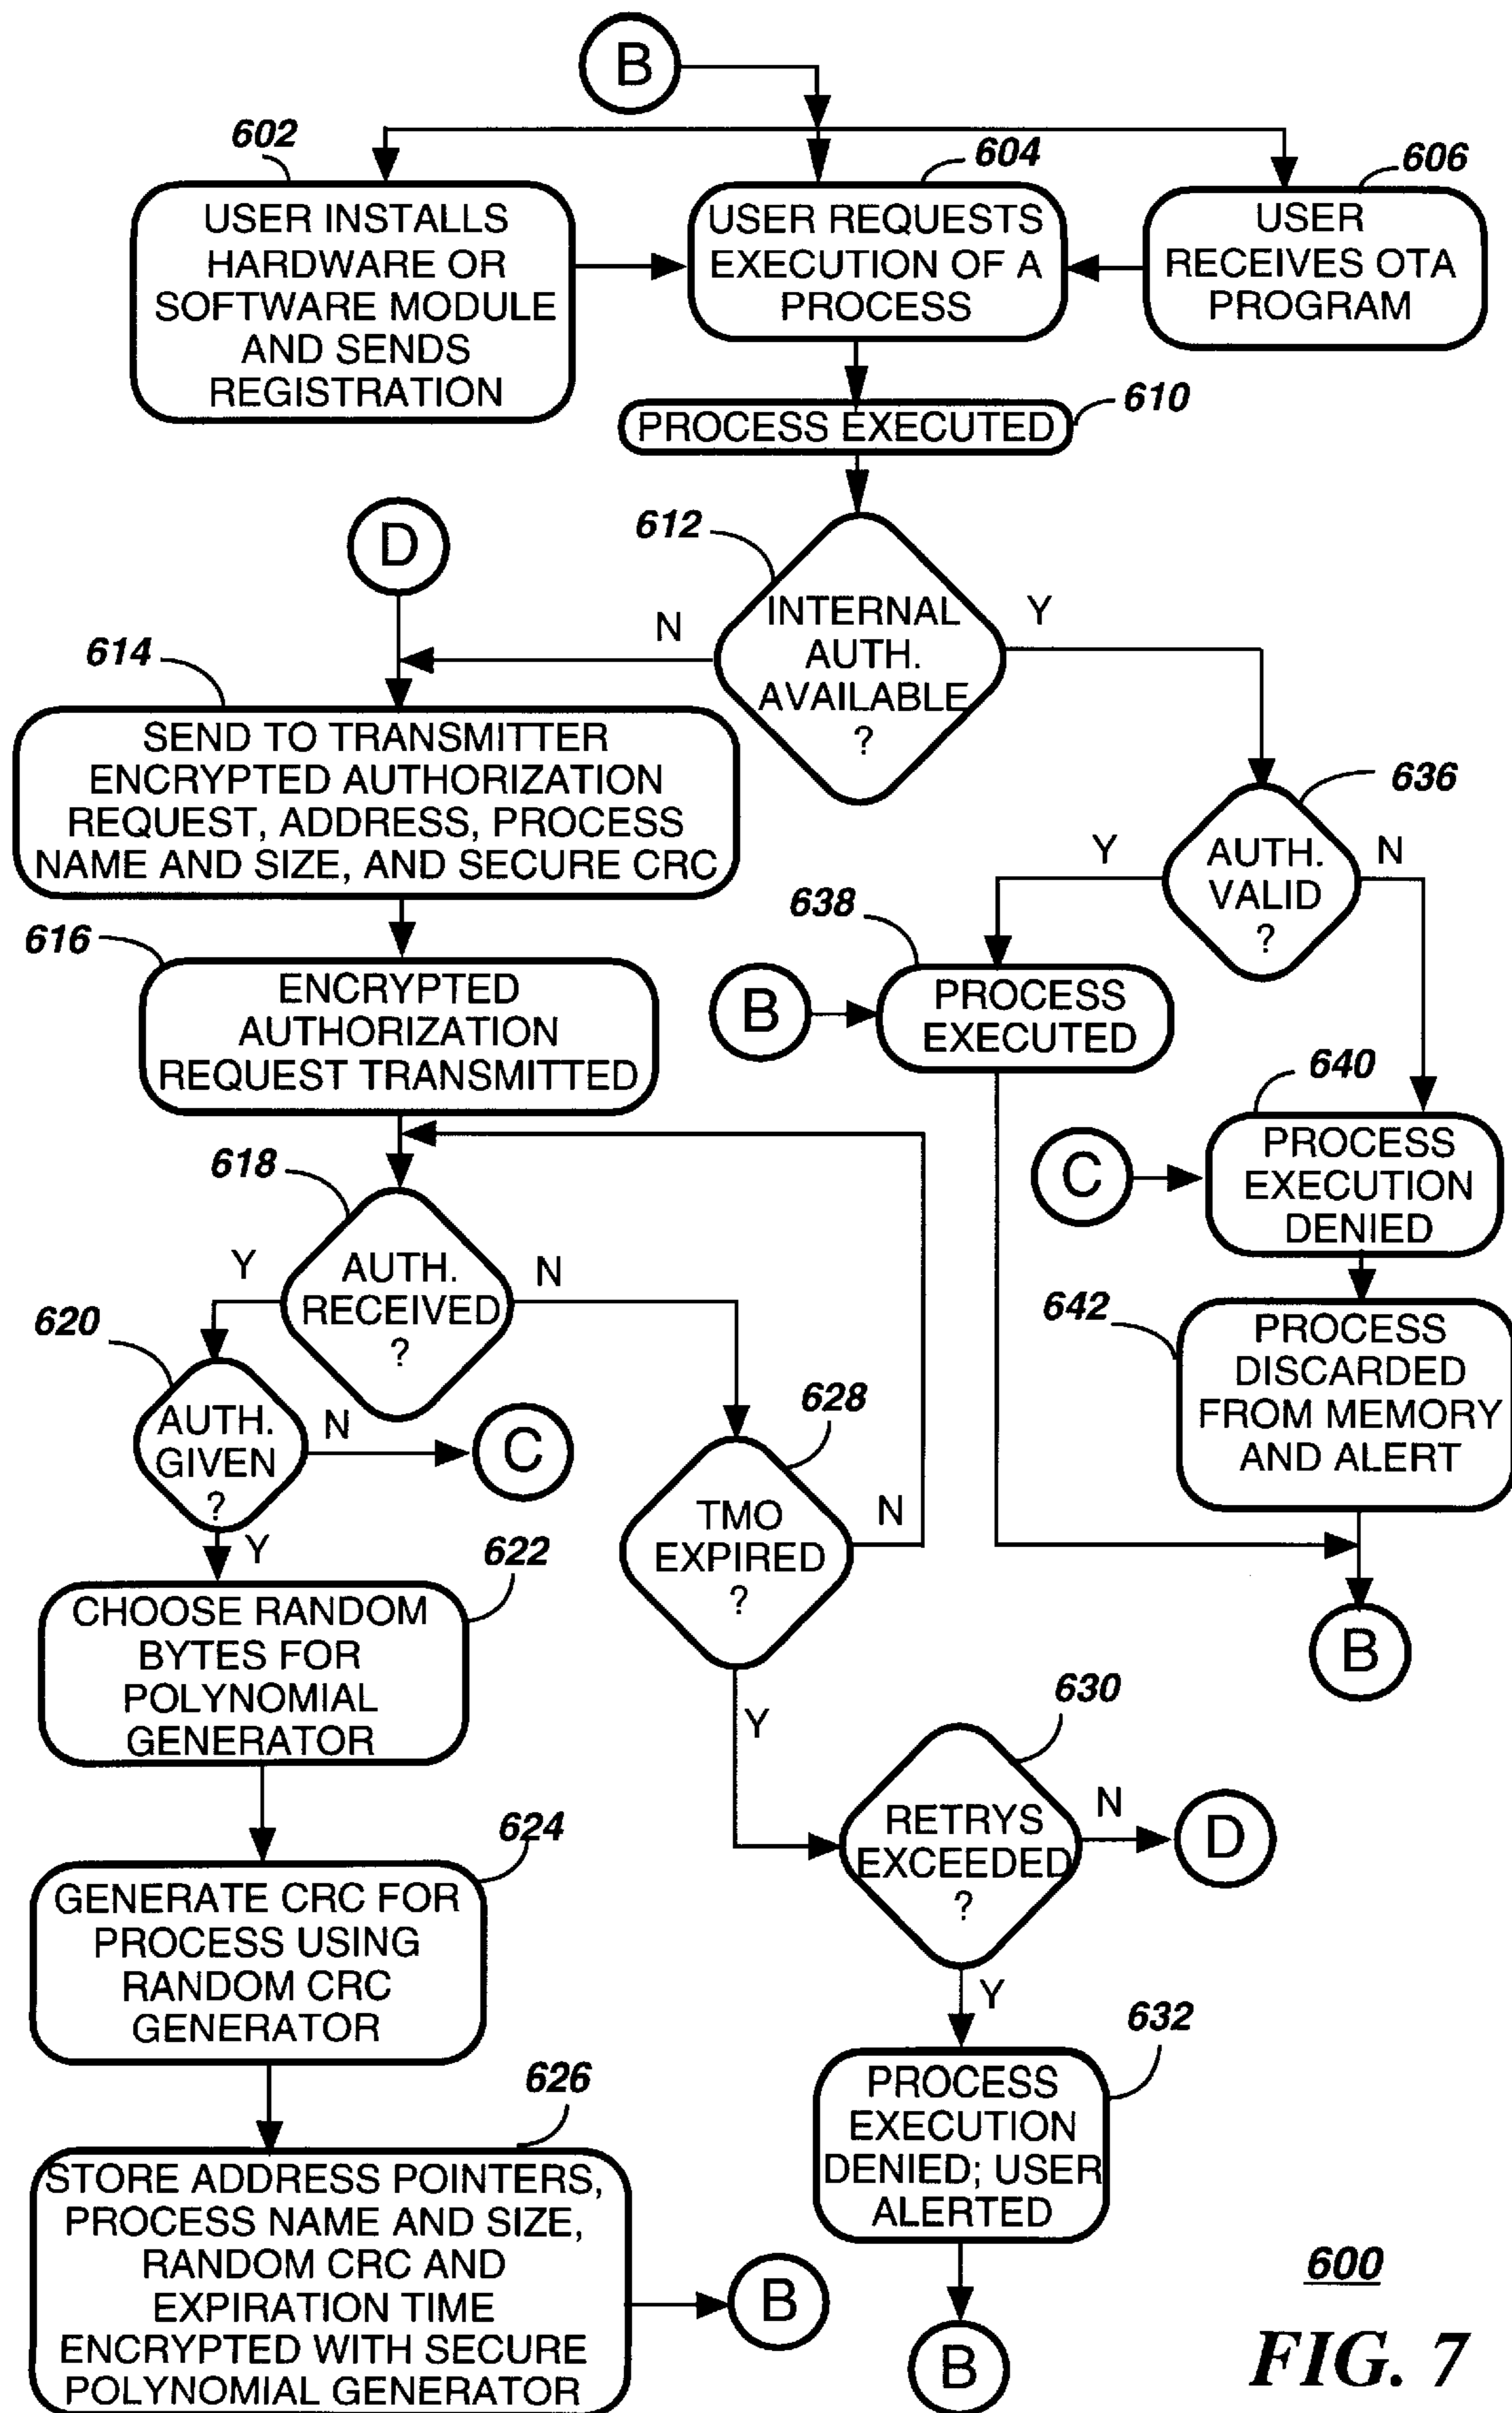 B
602
604
606
USER INSTALLS
HARDWARE OR
SOFTWARE MODULE
AND SENDS
REGISTRATION
USER REQUESTS
EXECUTION OF A
PROCESS
USER
RECEIVES OTA
PROGRAM
610
PROCESS EXECUTED
D
612
INTERNAL
AUTH.
AVAILABLE
?
N
Y
614
SEND TO TRANSMITTER
ENCRYPTED AUTHORIZATION
REQUEST, ADDRESS, PROCESS
NAME AND SIZE, AND SECURE CRC
636
AUTH.
VALID
?
Y
N
616
ENCRYPTED
AUTHORIZATION
REQUEST TRANSMITTED
638
B
PROCESS
EXECUTED
640
C
PROCESS
EXECUTION
DENIED
618
AUTH.
RECEIVED
?
Y
N
642
PROCESS
DISCARDED
FROM MEMORY
AND ALERT
B
620
AUTH.
GIVEN
?
N
C
Y
628
TMO
EXPIRED
?
N
Y
622
CHOOSE RANDOM
BYTES FOR
POLYNOMIAL
GENERATOR
630
RETRYS
EXCEEDED
?
N
D
Y
624
GENERATE CRC FOR
PROCESS USING
RANDOM CRC
GENERATOR
632
PROCESS
EXECUTION
DENIED; USER
ALERTED
B
626
STORE ADDRESS POINTERS,
PROCESS NAME AND SIZE,
RANDOM CRC AND
EXPIRATION TIME
ENCRYPTED WITH SECURE
POLYNOMIAL GENERATOR
B
600
FIG. 7